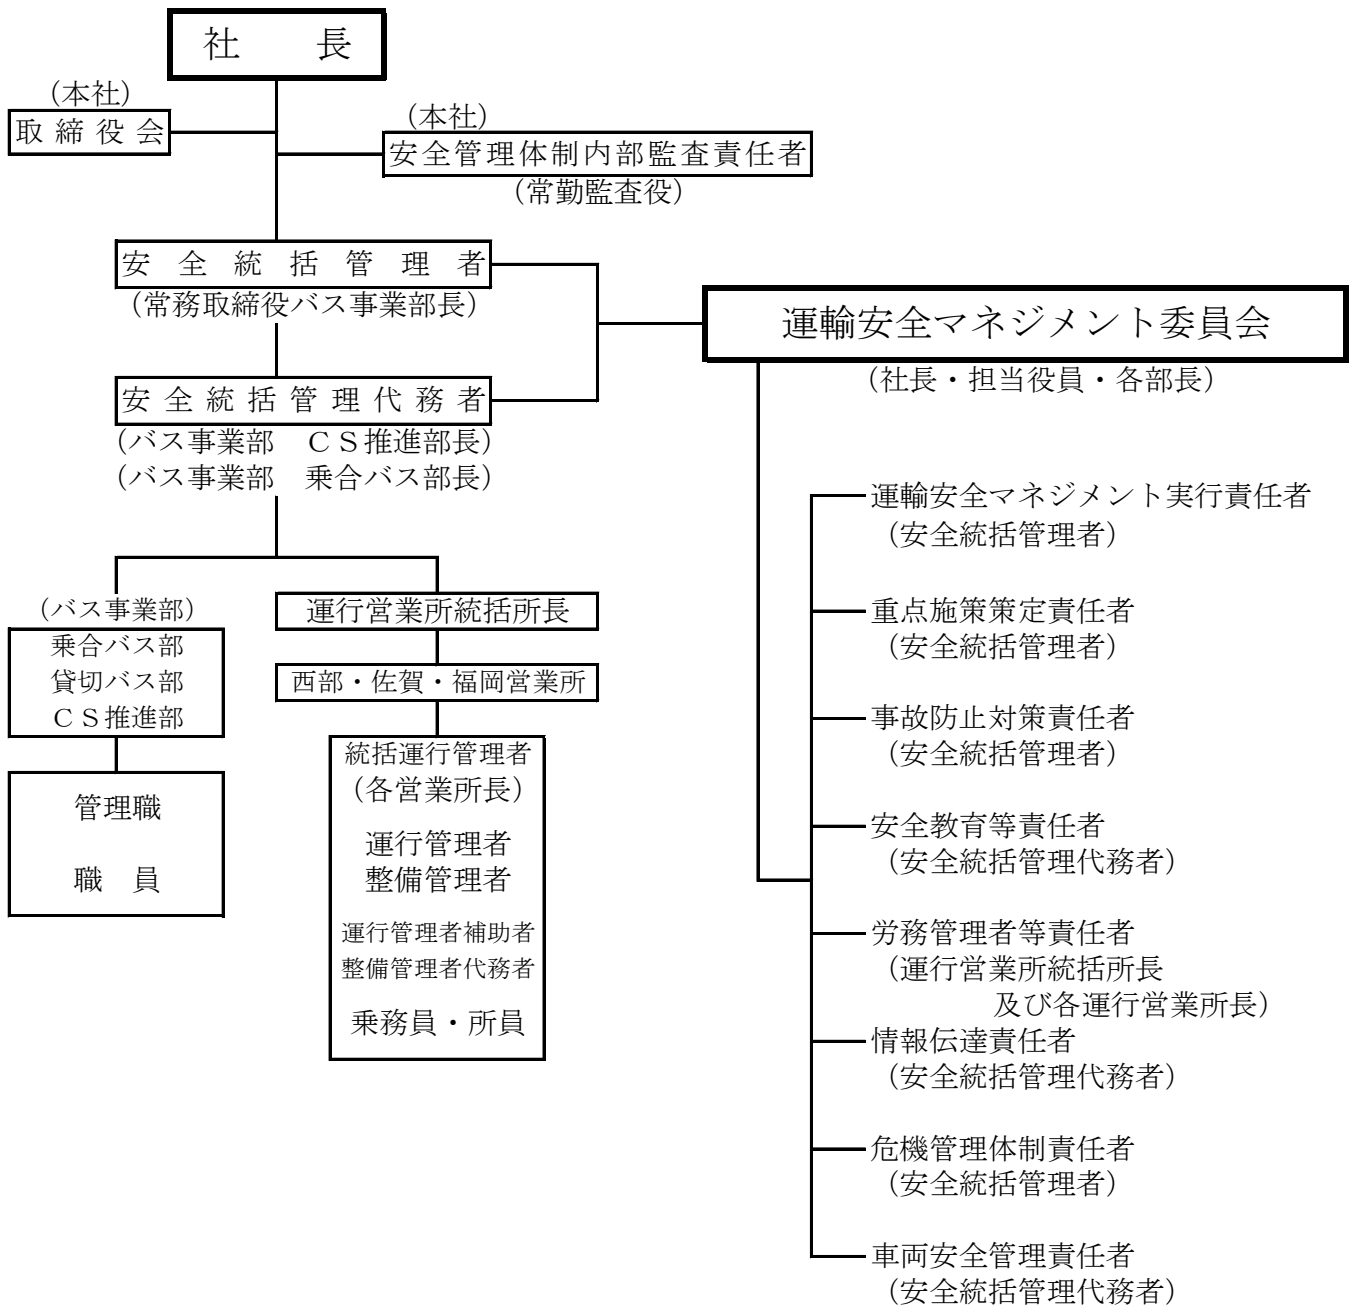 社　長
（本社）
取締役会
（本社）
安全管理体制内部監査責任者
（常勤監査役）
安全統括管理者
（常務取締役バス事業部長）
運輸安全マネジメント委員会
（社長・担当役員・各部長）
安全統括管理代務者
（バス事業部　ＣＳ推進部長）
（バス事業部　乗合バス部長）
（バス事業部）
乗合バス部
貸切バス部
ＣＳ推進部
管理職
職　員
運行営業所統括所長
西部・佐賀・福岡営業所
統括運行管理者
（各営業所長）
運行管理者
整備管理者
運行管理者補助者
整備管理者代務者
乗務員・所員
運輸安全マネジメント実行責任者
（安全統括管理者）
重点施策策定責任者
（安全統括管理者）
事故防止対策責任者
（安全統括管理者）
安全教育等責任者
（安全統括管理代務者）
労務管理者等責任者
（運行営業所統括所長
及び各運行営業所長）
情報伝達責任者
（安全統括管理代務者）
危機管理体制責任者
（安全統括管理者）
車両安全管理責任者
（安全統括管理代務者）